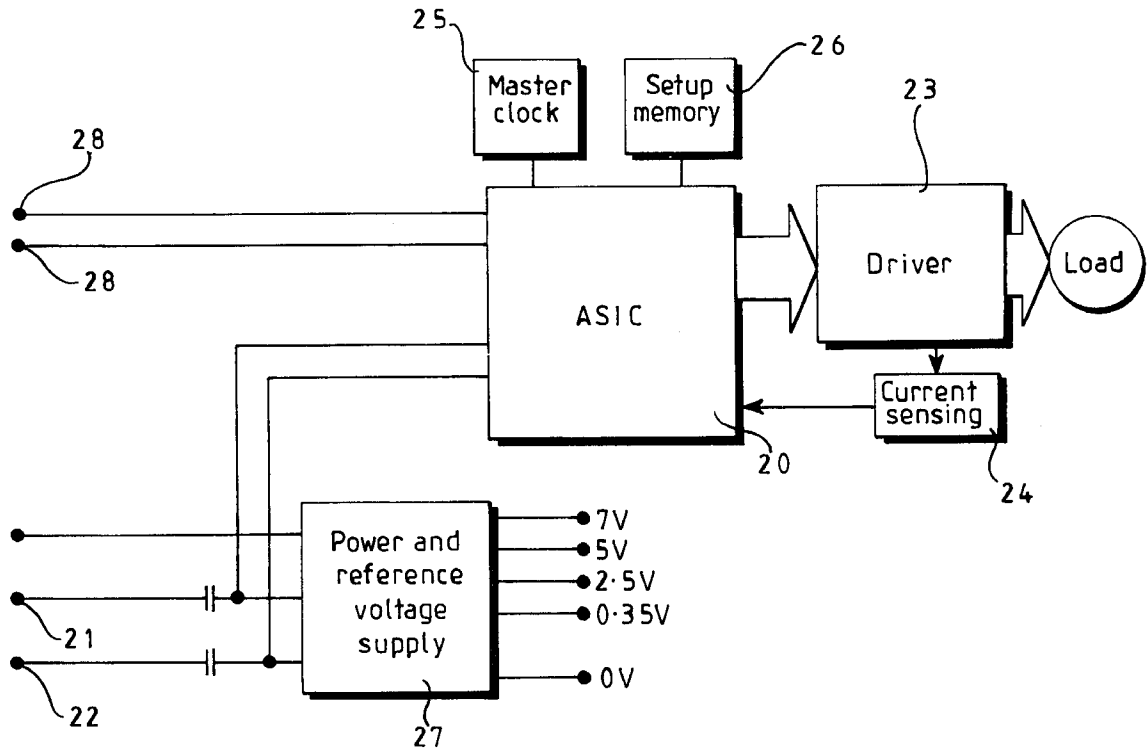 25
26
Master
clock
Setup
memory
23
28
28
ASIC
Driver
Load
Current
sensing
20
24
Power and
reference
voltage
supply
7V
5V
2·5V
0·35V
0V
21
22
27